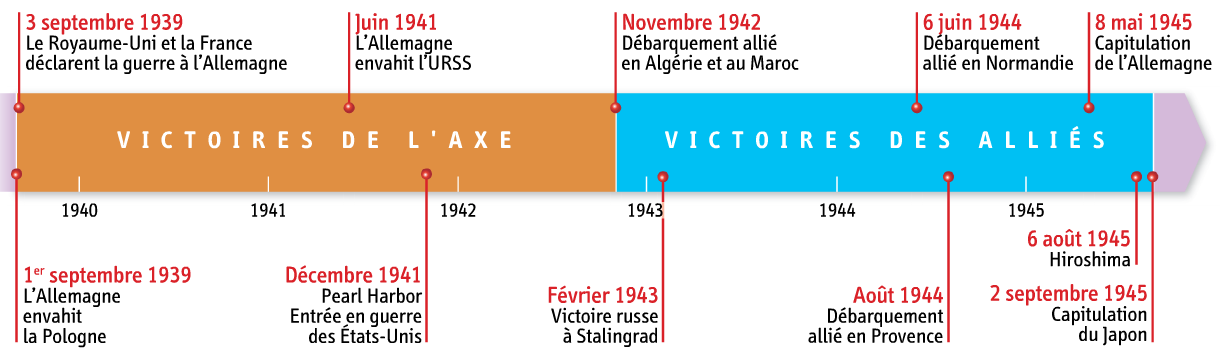 3 septembre 1939
Le Royaume-Uni et la France
déclarent la guerre à l'Allemagne
Juin 1941
L'Allemagne
envahit l'URSS
Novembre 1942
Débarquement allié
en Algérie et au Maroc
6 juin 1944
Débarquement
allié en Normandie
8 mai 1945
Capitulation
de l'Allemagne
VICTOIRES DE L'AXE
VICTOIRES DES ALLIÉS
1940
1941
1942
1943
1944
1945
1er septembre 1939
L'Allemagne
envahit
la Pologne
Décembre 1941
Pearl Harbor
Entrée en guerre
des États-Unis
Février 1943
Victoire russe
à Stalingrad
Août 1944
Débarquement
allié en Provence
6 août 1945
Hiroshima
2 septembre 1945
Capitulation
du Japon